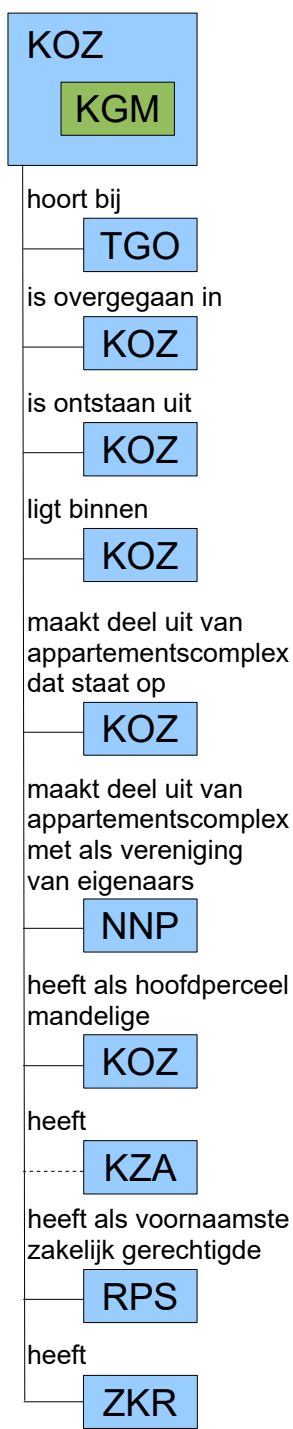 KOZ
KGM
hoort bij
TGO
is overgegaan in
KOZ
is ontstaan uit
KOZ
ligt binnen
KOZ
maakt deel uit van
appartementscomplex
dat staat op
KOZ
maakt deel uit van
appartementscomplex
met als vereniging
van eigenaars
NNP
heeft als hoofdperceel
mandelige
KOZ
heeft
KZA
heeft als voornaamste
zakelijk gerechtigde
RPS
heeft
ZKR